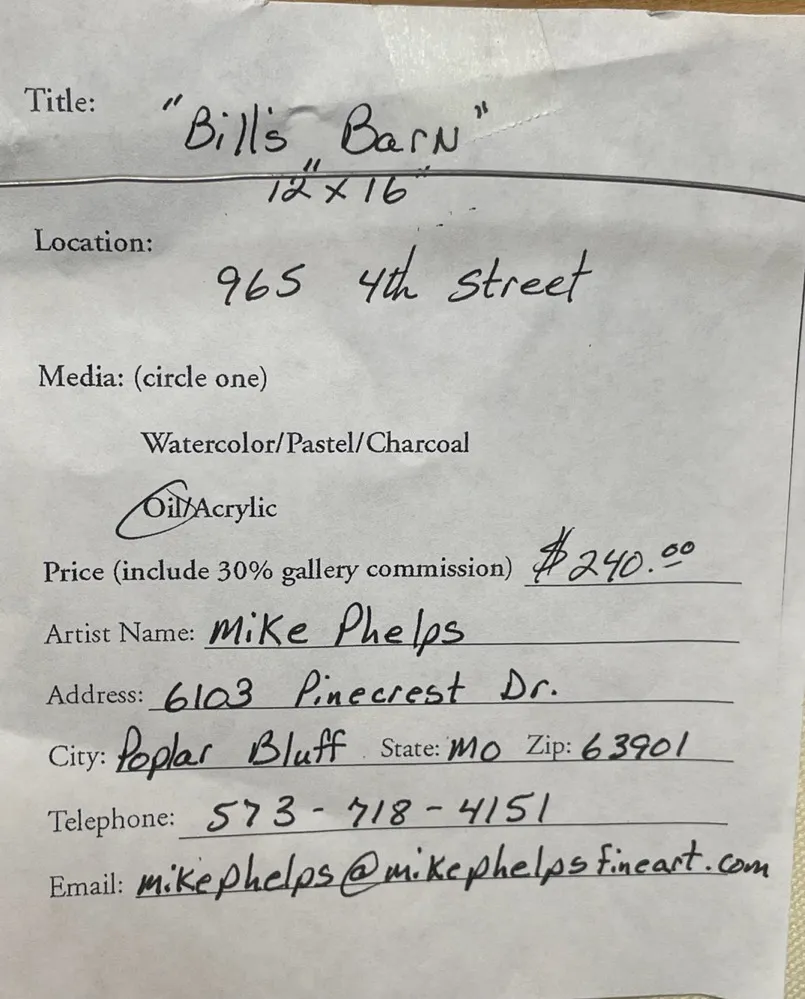 Title: "Bill's Barn"
12" x 16"
Location:
965 4th Street
Media: (circle one)
Watercolor/Pastel/Charcoal
Oil/Acrylic
Price (include 30% gallery commission) $240.00
Artist Name: Mike Phelps
Address: 6103 Pinecrest Dr.
City: Poplar Bluff State: MO Zip: 63901
Telephone: 573-718-4151
Email: mikephelps@mikephelpsfineart.com